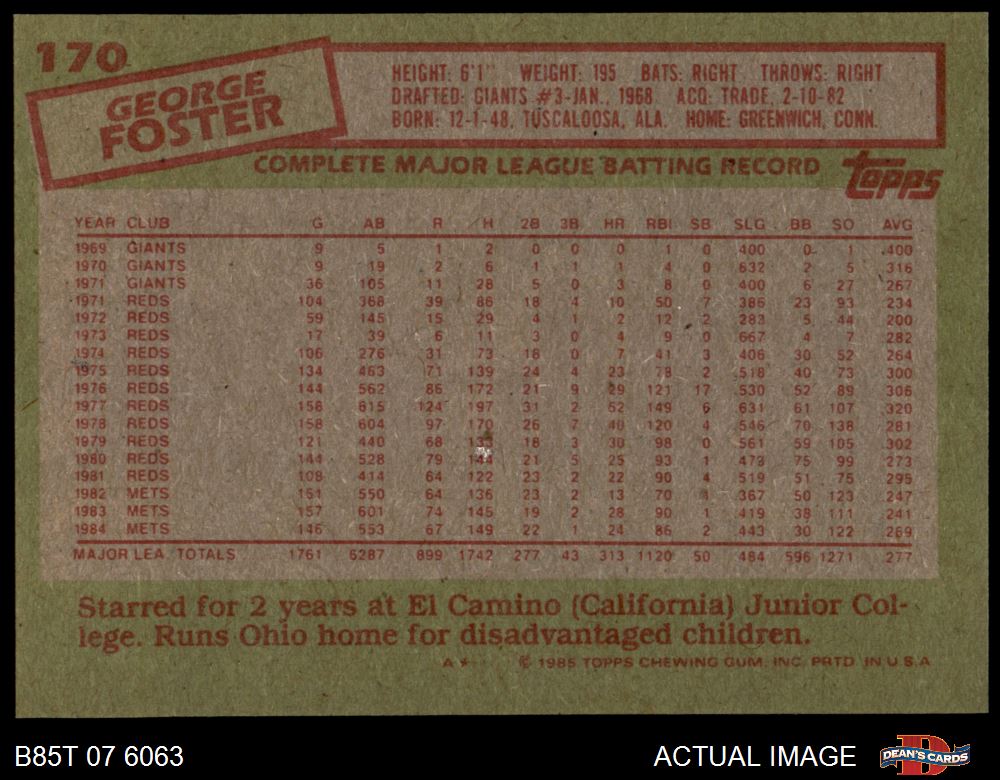 170
GEORGE
FOSTER
HEIGHT: 6'1" WEIGHT: 195 BATS: RIGHT THROWS: RIGHT
DRAFTED: GIANTS #3-JAN., 1968 ACQ: TRADE, 2-10-82
BORN: 12-1-48, TUSCALOOSA, ALA. HOME: GREENWICH, CONN.
COMPLETE MAJOR LEAGUE BATTING RECORD
topps
YEAR CLUB G AB R H 2B 3B HR RBI SB SLG BB SO AVG
1969 GIANTS 9 5 1 2 0 0 0 1 0 400 0 1 .400
1970 GIANTS 9 19 2 6 1 1 1 4 0 632 2 5 316
1971 GIANTS 36 105 11 28 5 0 3 8 0 400 6 27 267
1971 REDS 104 368 39 86 18 4 10 50 7 386 23 93 234
1972 REDS 59 145 15 29 4 1 2 12 2 283 5 44 200
1973 REDS 17 39 6 11 3 0 4 9 0 667 4 7 282
1974 REDS 106 276 31 73 18 0 7 41 3 406 30 52 264
1975 REDS 134 463 71 139 24 4 23 78 2 518 40 73 300
1976 REDS 144 562 86 172 21 9 29 121 17 530 52 89 306
1977 REDS 158 615 124 197 31 2 52 149 6 631 61 107 320
1978 REDS 158 604 97 170 26 7 40 120 4 546 70 138 281
1979 REDS 121 440 68 133 18 3 30 98 0 561 59 105 302
1980 REDS 144 528 79 144 21 5 25 93 1 473 75 99 273
1981 REDS 108 414 64 122 23 2 22 90 4 519 51 75 295
1982 METS 151 550 64 136 23 2 13 70 1 367 50 123 247
1983 METS 157 601 74 145 19 2 28 90 1 419 38 111 241
1984 METS 146 553 67 149 22 1 24 86 2 443 30 122 269
MAJOR LEA. TOTALS 1761 6287 899 1742 277 43 313 1120 50 484 596 1271 277
Starred for 2 years at El Camino (California) Junior Col-
lege. Runs Ohio home for disadvantaged children.
A * © 1985 TOPPS CHEWING GUM, INC. PRTD. IN U.S.A
B85T 07 6063 ACTUAL IMAGE DEAN'S CARDS